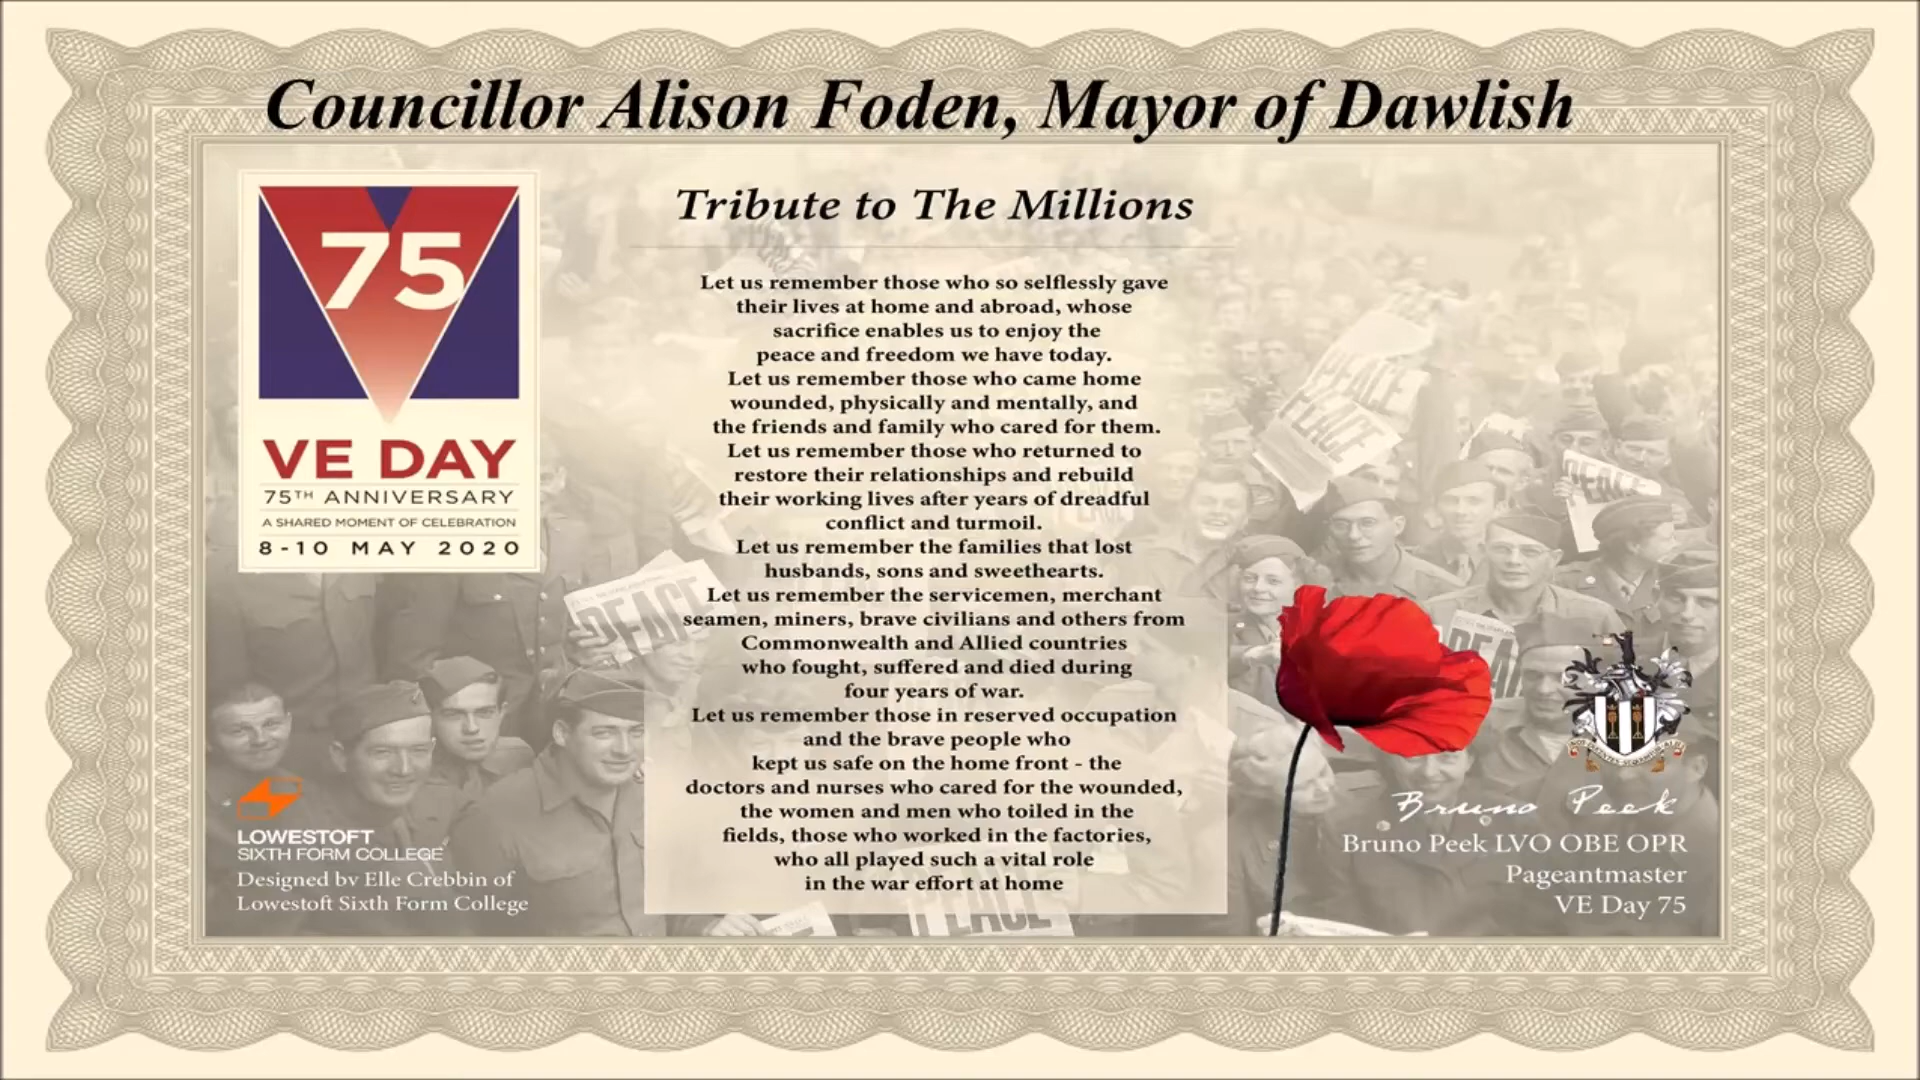 Councillor Alison Foden, Mayor of Dawlish
75
VE DAY
75TH ANNIVERSARY
A SHARED MOMENT OF CELEBRATION
8-10 MAY 2020
Tribute to The Millions
Let us remember those who so selflessly gave
their lives at home and abroad, whose
sacrifice enables us to enjoy the
peace and freedom we have today.
Let us remember those who came home
wounded, physically and mentally, and
the friends and family who cared for them.
Let us remember those who returned to
restore their relationships and rebuild
their working lives after years of dreadful
conflict and turmoil.
Let us remember the families that lost
husbands, sons and sweethearts.
Let us remember the servicemen, merchant
seamen, miners, brave civilians and others from
Commonwealth and Allied countries
who fought, suffered and died during
four years of war.
Let us remember those in reserved occupation
and the brave people who
kept us safe on the home front - the
doctors and nurses who cared for the wounded,
the women and men who toiled in the
fields, those who worked in the factories,
who all played such a vital role
in the war effort at home
PEACE
PEACE
PEACE
PEACE
PEACE
LOWESTOFT
SIXTH FORM COLLEGE
Designed by Elle Crebbin of
Lowestoft Sixth Form College
Bruno Peek
Bruno Peek LVO OBE OPR
Pageantmaster
VE Day 75